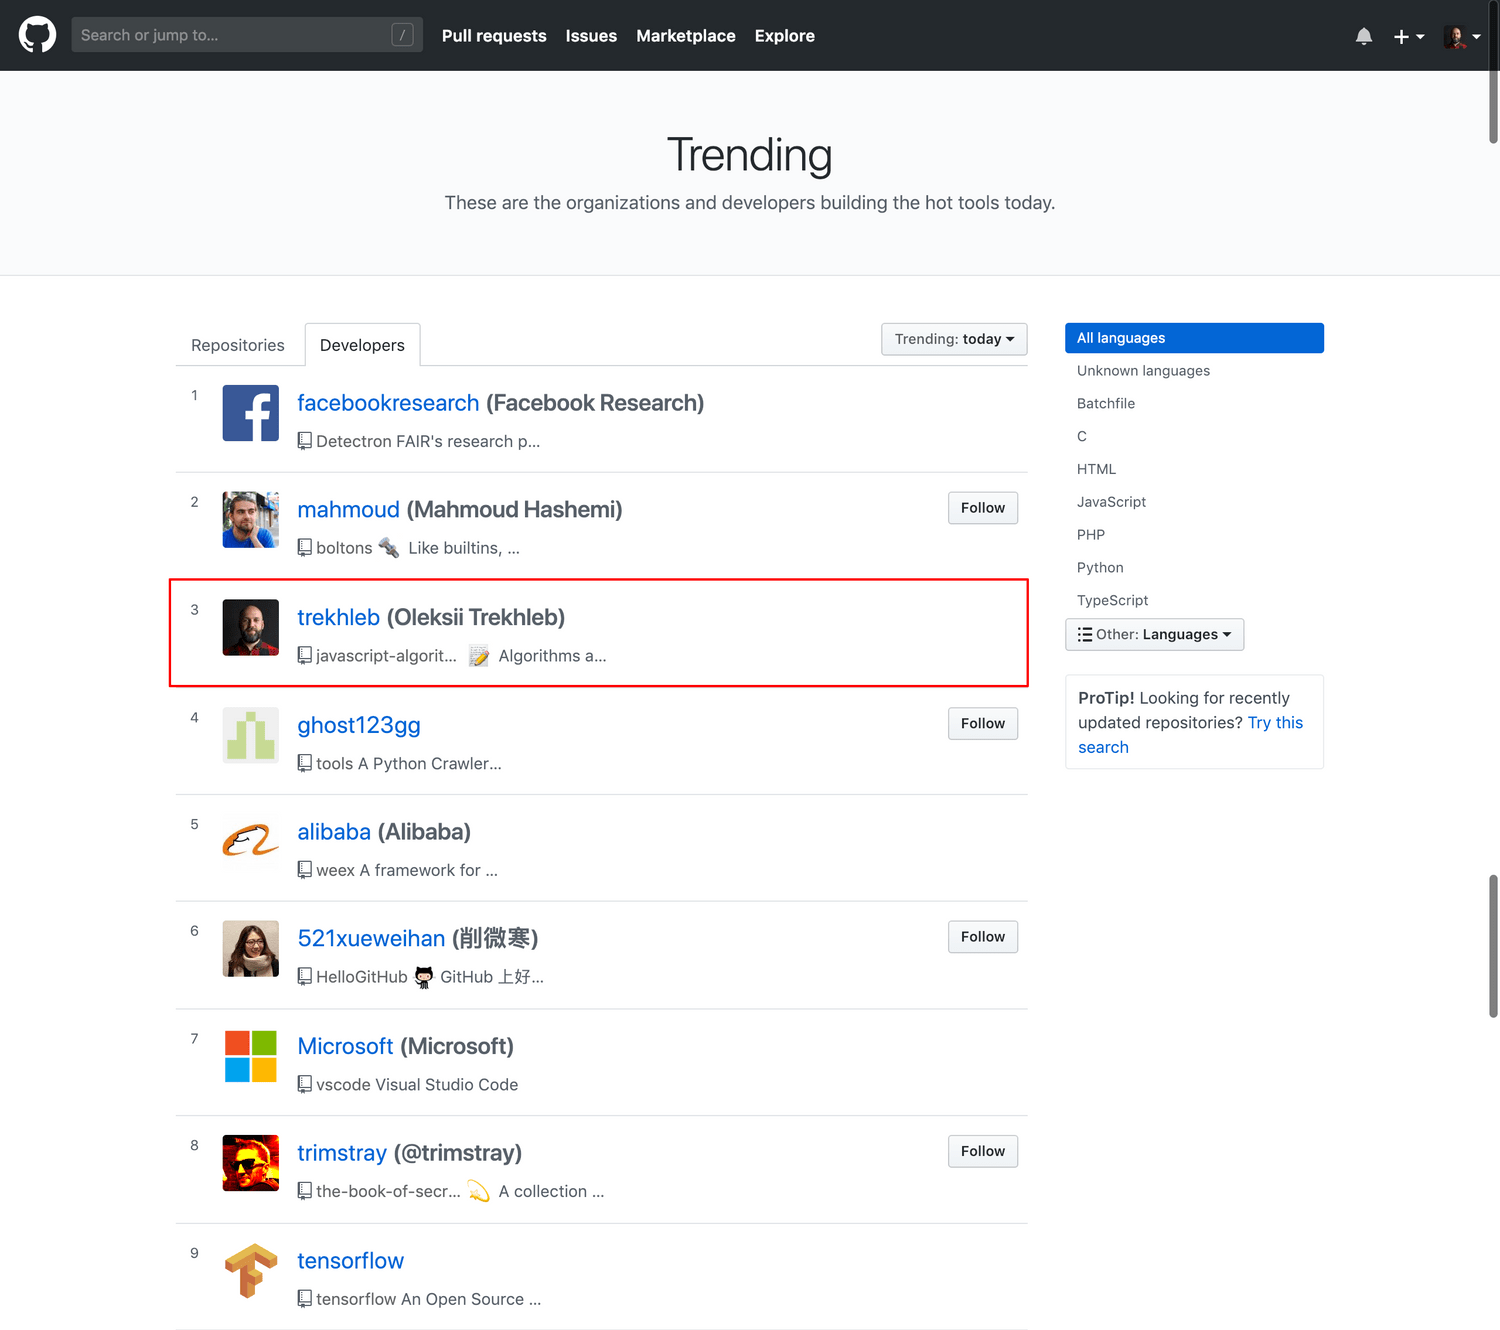 Search or jump to... /
Pull requests Issues Marketplace Explore
Trending
These are the organizations and developers building the hot tools today.
Repositories Developers
Trending: today
1
facebookresearch (Facebook Research)
Detectron FAIR's research p...
2
mahmoud (Mahmoud Hashemi)
Follow
boltons Like builtins, ...
3
trekhleb (Oleksii Trekhleb)
javascript-algorit... Algorithms a...
4
ghost123gg
Follow
tools A Python Crawler...
5
alibaba (Alibaba)
weex A framework for ...
6
521xueweihan (削微寒)
Follow
HelloGitHub GitHub 上好...
7
Microsoft (Microsoft)
vscode Visual Studio Code
8
trimstray (@trimstray)
Follow
the-book-of-secr... A collection ...
9
tensorflow
tensorflow An Open Source ...
All languages
Unknown languages
Batchfile
C
HTML
JavaScript
PHP
Python
TypeScript
Other: Languages
ProTip! Looking for recently
updated repositories? Try this
search